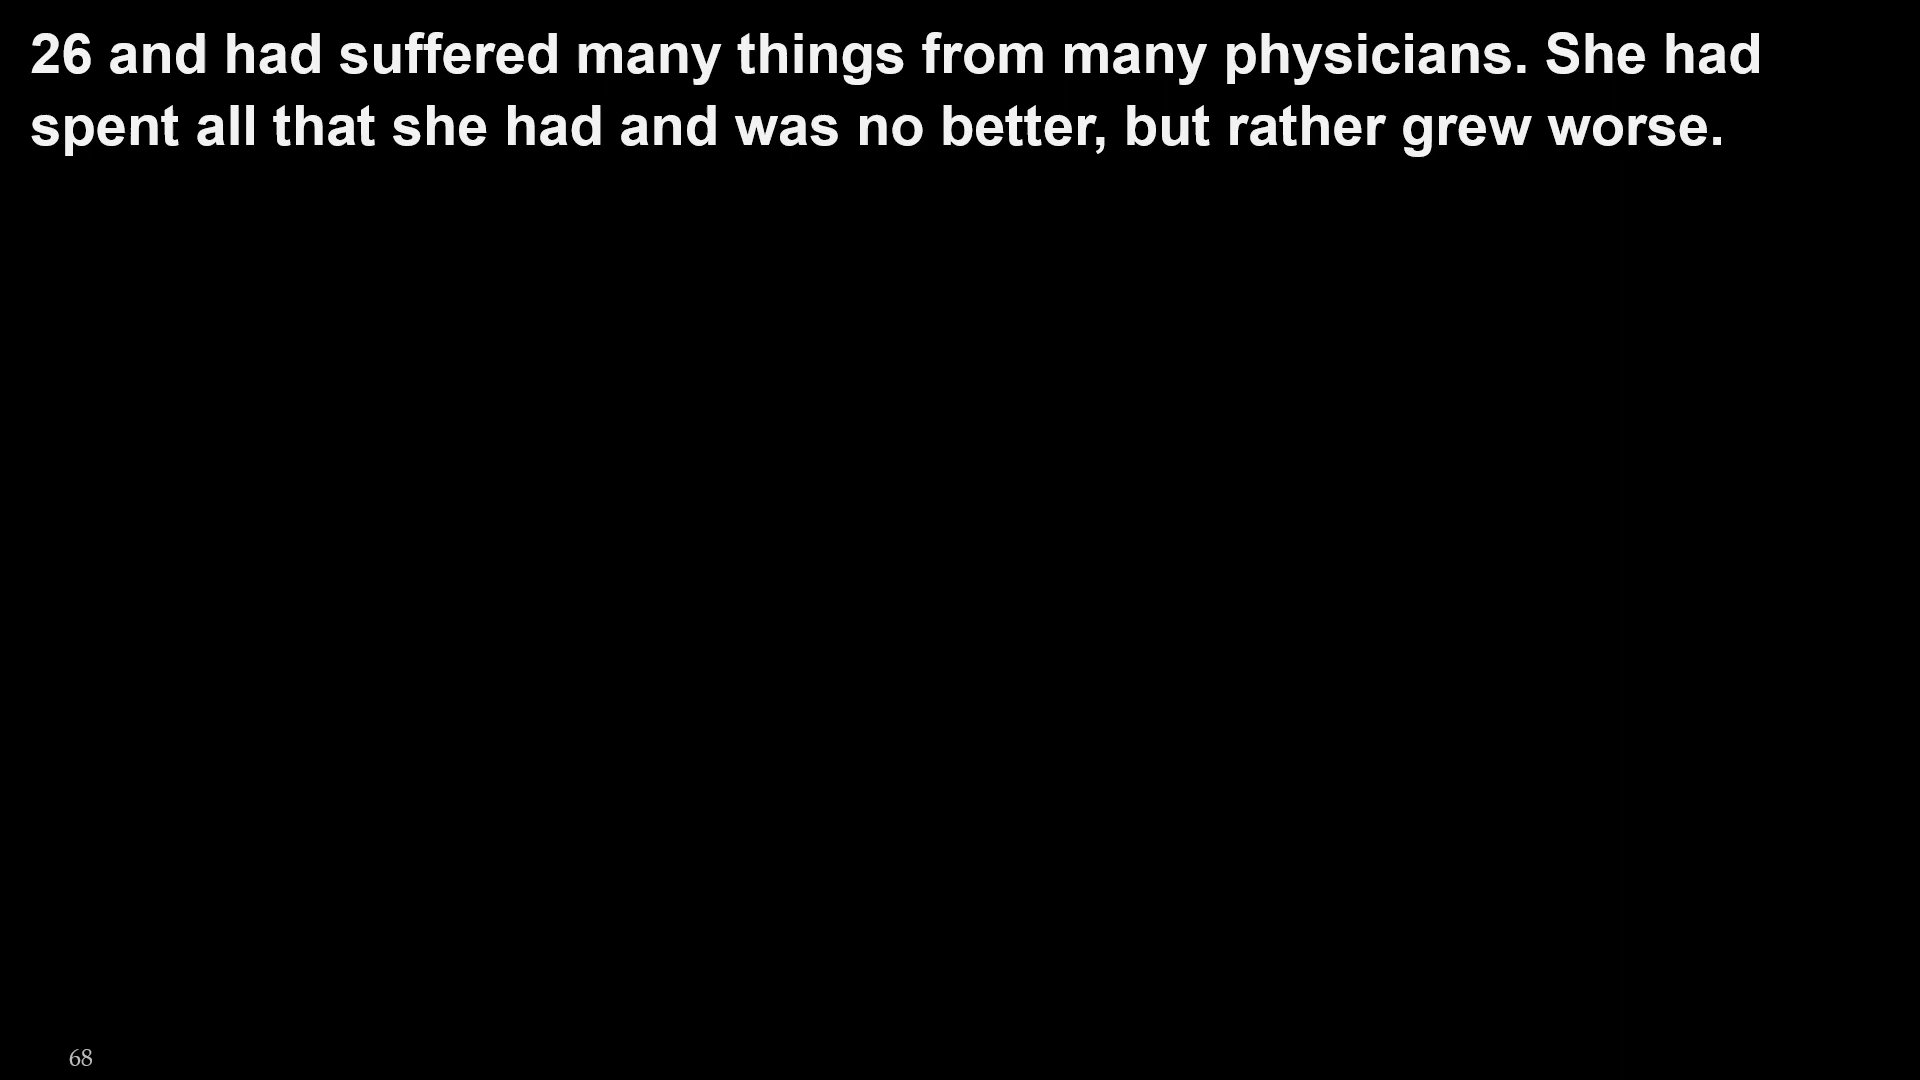 26 and had suffered many things from many physicians. She had
spent all that she had and was no better, but rather grew worse.
68